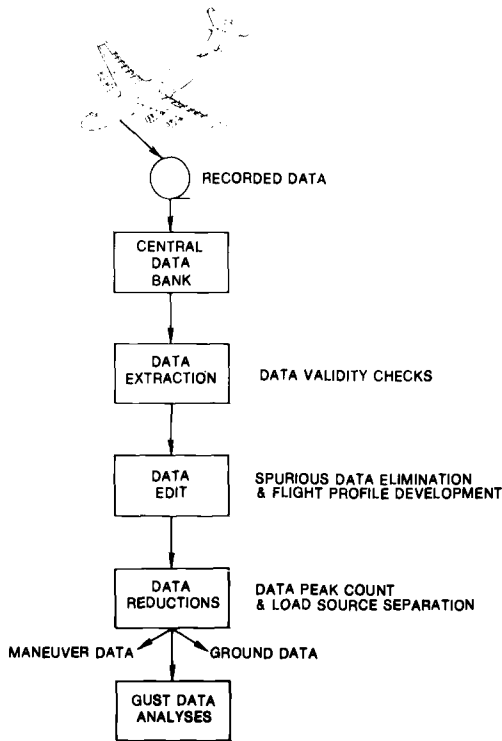 RECORDED DATA
CENTRAL
DATA
BANK
DATA
EXTRACTION
DATA VALIDITY CHECKS
DATA
EDIT
SPURIOUS DATA ELIMINATION
& FLIGHT PROFILE DEVELOPMENT
DATA
REDUCTIONS
DATA PEAK COUNT
& LOAD SOURCE SEPARATION
MANEUVER DATA
GROUND DATA
GUST DATA
ANALYSES